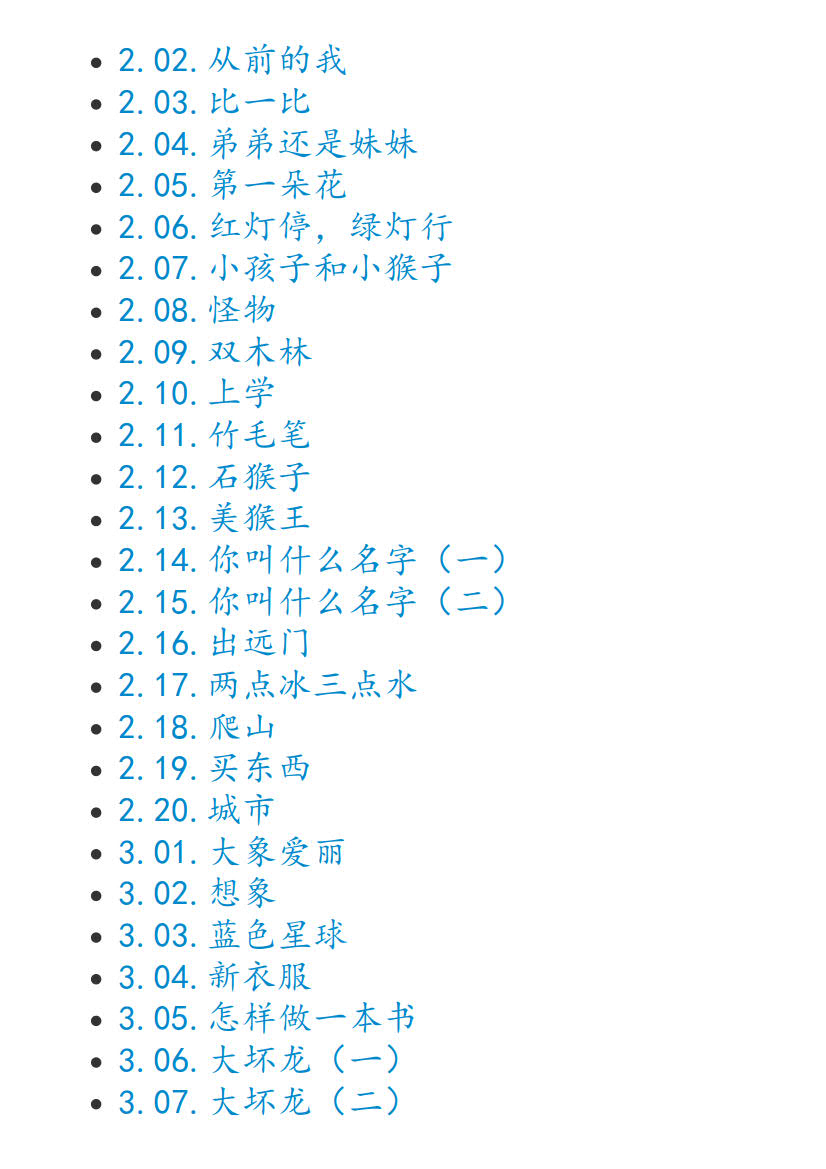 2.02.从前的我
2.03.比一比
2.04.弟弟还是妹妹
2.05.第一朵花
2.06.红灯停，绿灯行
2.07.小孩子和小猴子
2.08.怪物
2.09.双木林
2.10.上学
2.11.竹毛笔
2.12.石猴子
2.13.美猴王
2.14.你叫什么名字（一）
2.15.你叫什么名字（二）
2.16.出远门
2.17.两点冰三点水
2.18.爬山
2.19.买东西
2.20.城市
3.01.大象爱丽
3.02.想象
3.03.蓝色星球
3.04.新衣服
3.05.怎样做一本书
3.06.大坏龙（一）
3.07.大坏龙（二）